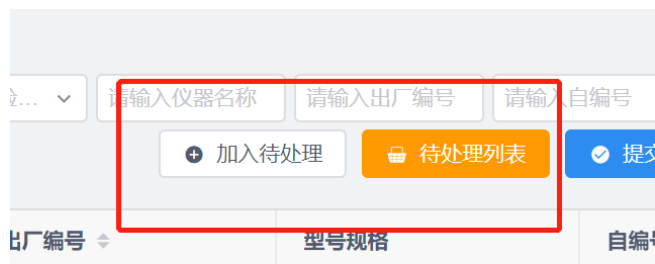 检... 请输入仪器名称 请输入出厂编号 请输入自编号
加入待处理 待处理列表 提交
出厂编号 型号规格 自编号